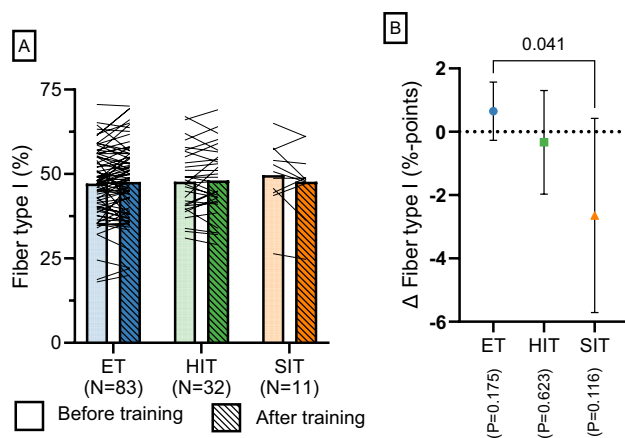 A
Fiber type I (%)
75
50
25
0
ET
(N=83)
HIT
(N=32)
SIT
(N=11)
Before training
After training
B
0.041
Δ Fiber type I (%-points)
2
0
-2
-4
-6
ET
HIT
SIT
(P=0.175)
(P=0.623)
(P=0.116)